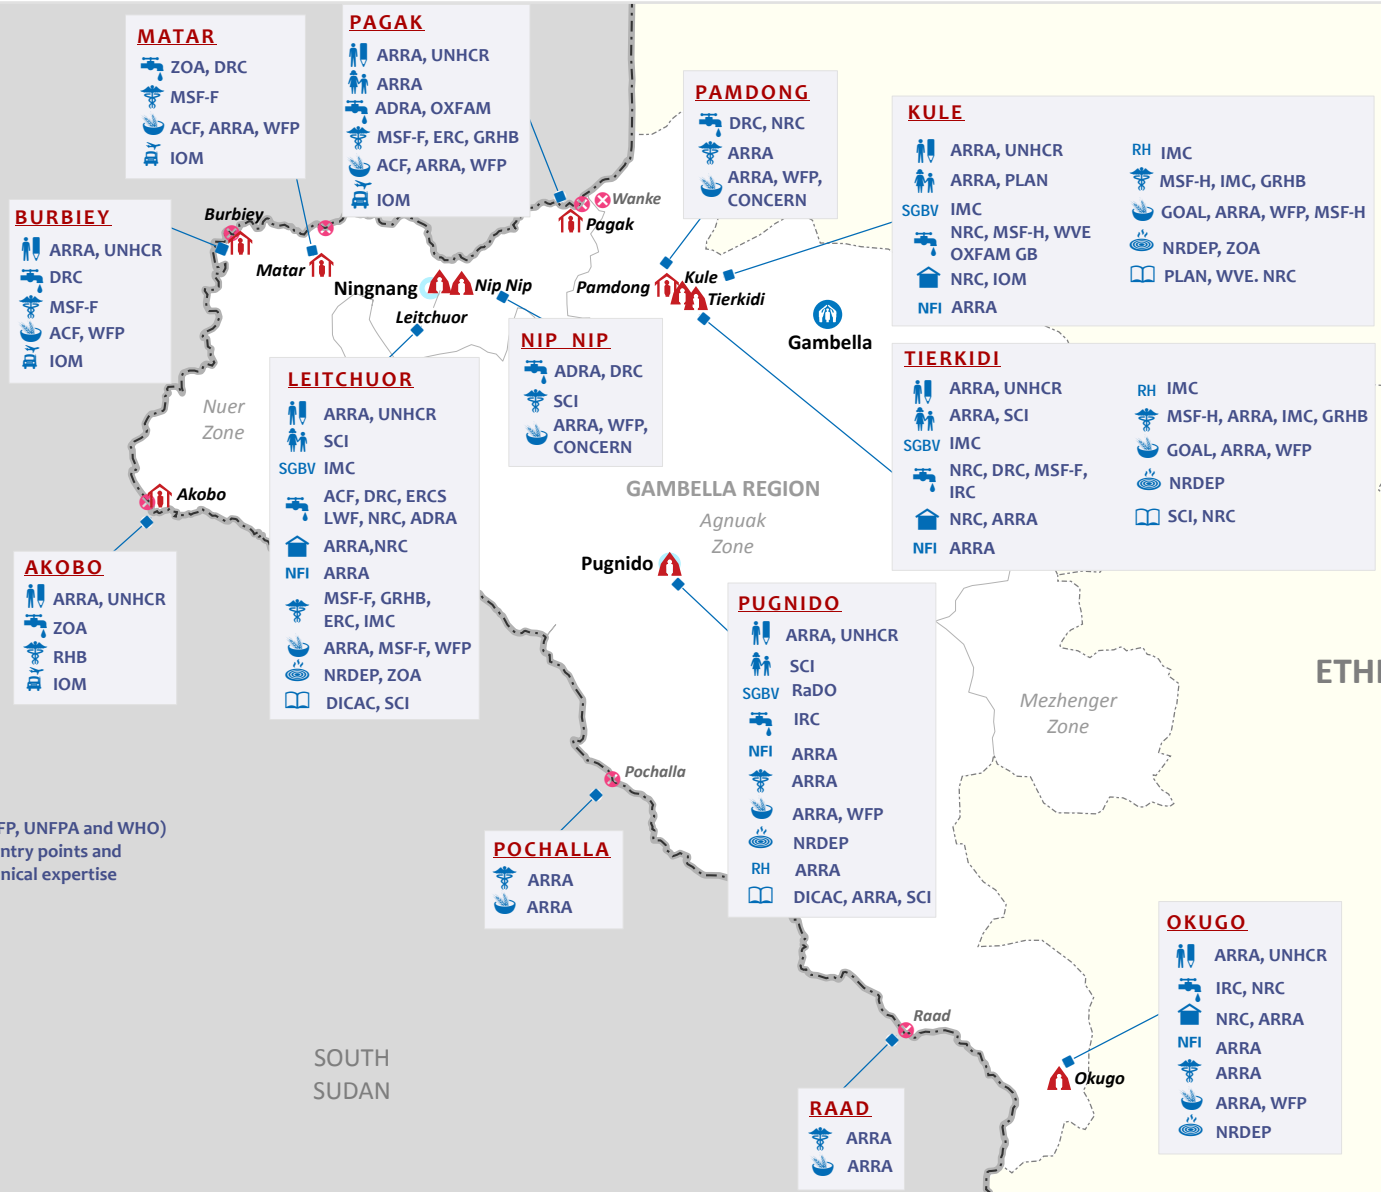 MATAR
ZOA, DRC
MSF-F
ACF, ARRA, WFP
IOM
PAGAK
ARRA, UNHCR
ARRA
ADRA, OXFAM
MSF-F, ERC, GRHB
ACF, ARRA, WFP
IOM
PAMDONG
DRC, NRC
ARRA
ARRA, WFP,
CONCERN
KULE
ARRA, UNHCR
ARRA, PLAN
SGBV IMC
NRC, MSF-H, WVE
OXFAM GB
NRC, IOM
NFI ARRA
RH IMC
MSF-H, IMC, GRHB
GOAL, ARRA, WFP, MSF-H
NRDEP, ZOA
PLAN, WVE. NRC
BURBIEY
ARRA, UNHCR
DRC
MSF-F
ACF, WFP
IOM
Burbiey
Matar
Wanke
Pagak
Ningnang
Nip Nip
Leitchuor
Pamdong
Kule
Tierkidi
Gambella
NIP NIP
ADRA, DRC
SCI
ARRA, WFP,
CONCERN
TIERKIDI
ARRA, UNHCR
ARRA, SCI
SGBV IMC
NRC, DRC, MSF-F,
IRC
NRC, ARRA
NFI ARRA
RH IMC
MSF-H, ARRA, IMC, GRHB
GOAL, ARRA, WFP
NRDEP
SCI, NRC
LEITCHUOR
ARRA, UNHCR
SCI
SGBV IMC
ACF, DRC, ERCS
LWF, NRC, ADRA
ARRA,NRC
NFI ARRA
MSF-F, GRHB,
ERC, IMC
ARRA, MSF-F, WFP
NRDEP, ZOA
DICAC, SCI
Nuer
Zone
Akobo
AKOBO
ARRA, UNHCR
ZOA
RHB
IOM
GAMBELLA REGION
Agnuak
Zone
Pugnido
PUGNIDO
ARRA, UNHCR
SCI
SGBV RaDO
IRC
NFI ARRA
ARRA
ARRA, WFP
NRDEP
RH ARRA
DICAC, ARRA, SCI
Mezhenger
Zone
ETHI
Pochalla
POCHALLA
ARRA
ARRA
FP, UNFPA and WHO)
ntry points and
nical expertise
SOUTH
SUDAN
Raad
RAAD
ARRA
ARRA
Okugo
OKUGO
ARRA, UNHCR
IRC, NRC
NRC, ARRA
NFI ARRA
ARRA
ARRA, WFP
NRDEP